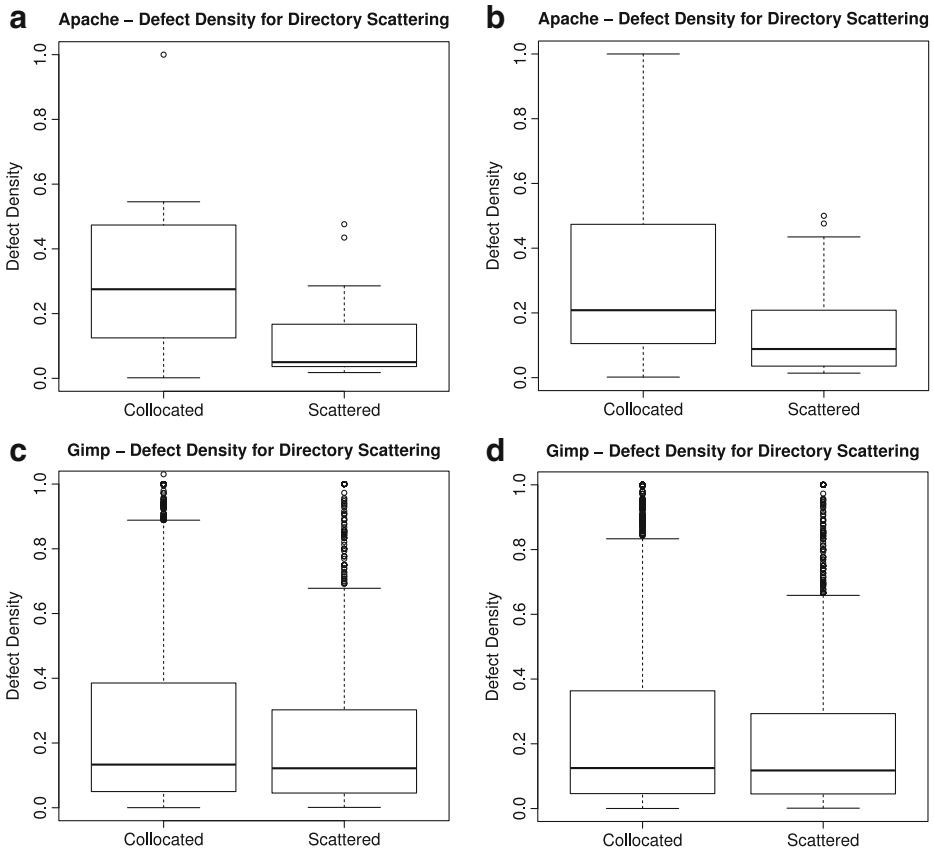 a
Apache – Defect Density for Directory Scattering
Defect Density
1.0
0.8
0.6
0.4
0.2
0.0
Collocated
Scattered
b
Apache – Defect Density for Directory Scattering
Defect Density
1.0
0.8
0.6
0.4
0.2
0.0
Collocated
Scattered
c
Gimp – Defect Density for Directory Scattering
Defect Density
1.0
0.8
0.6
0.4
0.2
0.0
Collocated
Scattered
d
Gimp – Defect Density for Directory Scattering
Defect Density
1.0
0.8
0.6
0.4
0.2
0.0
Collocated
Scattered